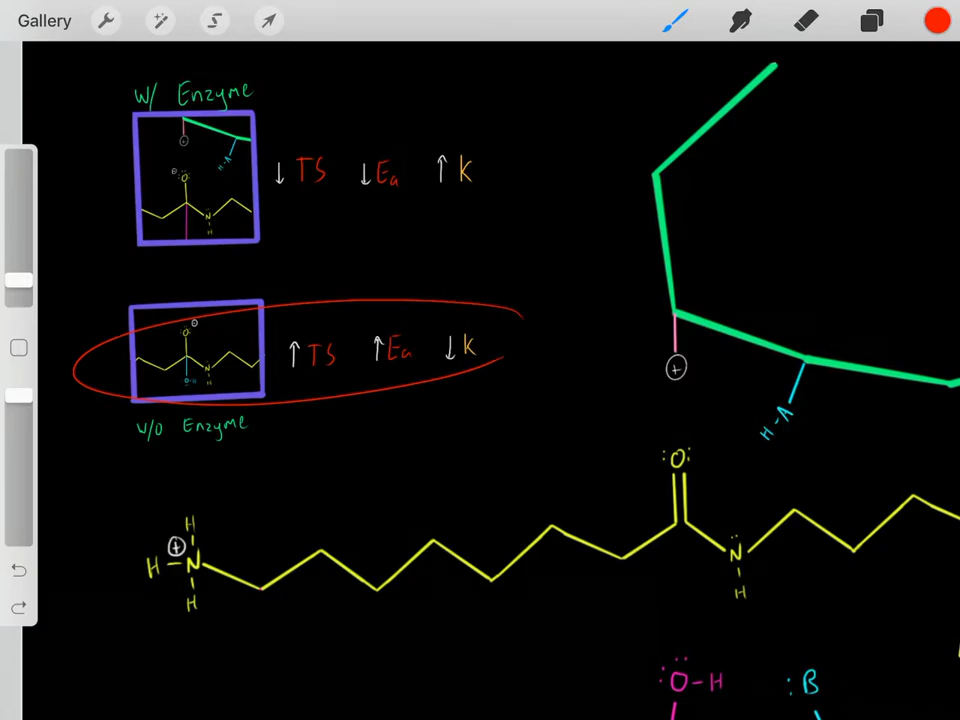 Gallery
W/ Enzyme
↓ TS ↓ Ea ↑ K
⊕
H-A
⊖
:Ö:
N
H
⊖
:O:
↑ TS ↑ Ea ↓ K
N
H
O-H
W/O Enzyme
⊕
H-A
:O:
H
⊕
H-N
H
N
H
:O-H :B